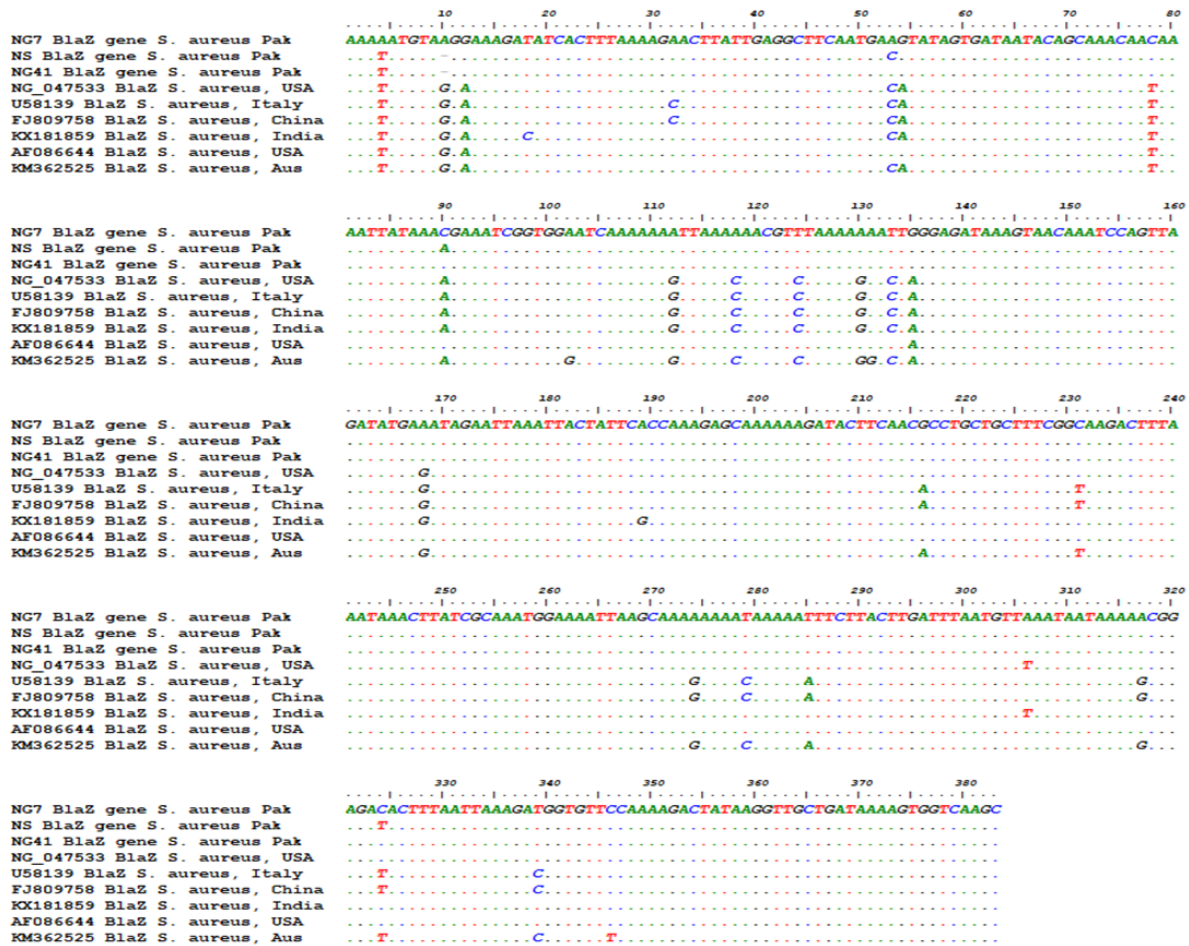 10 20 30 40 50 60 70 80
....|....|....|....|....|....|....|....|....|....|....|....|....|....|....|....|
NG7 BlaZ gene S. aureus Pak AAAAATGTAAGGAAAGATATCACTTTAAAAGAACTTATTGAGGCTTCAATGAAGTATAGTGATAATACAGCAAACAACAA
NS BlaZ gene S. aureus Pak ...T.....-..........................................C...........................
NG41 BlaZ gene S. aureus Pak ...T.....-......................................................................
NG_047533 BlaZ S. aureus, USA ...T.....G.A........................................CA.......................T..
U58139 BlaZ S. aureus, Italy ...T.....G.A...................C....................CA.......................T..
FJ809758 BlaZ S. aureus, China ...T.....G.A...................C....................CA.......................T..
KX181859 BlaZ S. aureus, India ...T.....G.A.....C..................................CA.......................T..
AF086644 BlaZ S. aureus, USA ...T.....G.A.................................................................T..
KM362525 BlaZ S. aureus, Aus ...T.....G.A........................................CA.......................T..
90 100 110 120 130 140 150 160
....|....|....|....|....|....|....|....|....|....|....|....|....|....|....|....|
NG7 BlaZ gene S. aureus Pak AATTATAAACGAAATCGGTGGAATCAAAAAAATTAAAAAACGTTTAAAAAAATTGGGAGATAAAGTAACAAATCCAGTTA
NS BlaZ gene S. aureus Pak .........A......................................................................
NG41 BlaZ gene S. aureus Pak ................................................................................
NG_047533 BlaZ S. aureus, USA .........A.....................G.....C.....C.....G..C.A.........................
U58139 BlaZ S. aureus, Italy .........A.....................G.....C.....C.....G..C.A.........................
FJ809758 BlaZ S. aureus, China .........A.....................G.....C.....C.....G..C.A.........................
KX181859 BlaZ S. aureus, India .........A.....................G.....C.....C.....G..C.A.........................
AF086644 BlaZ S. aureus, USA ......................................................A.........................
KM362525 BlaZ S. aureus, Aus .........A...........G.........G.....C.....C.....GG.C.A.........................
170 180 190 200 210 220 230 240
....|....|....|....|....|....|....|....|....|....|....|....|....|....|....|....|
NG7 BlaZ gene S. aureus Pak GATATGAAATAGAATTAAATTACTATTCACCAAAGAGCAAAAAAGATACTTCAACGCCTGCTGCTTTCGGCAAGACTTTA
NS BlaZ gene S. aureus Pak ................................................................................
NG41 BlaZ gene S. aureus Pak ................................................................................
NG_047533 BlaZ S. aureus, USA .......G........................................................................
U58139 BlaZ S. aureus, Italy .......G...............................................A..............T.........
FJ809758 BlaZ S. aureus, China .......G...............................................A..............T.........
KX181859 BlaZ S. aureus, India .......G....................G...................................................
AF086644 BlaZ S. aureus, USA ................................................................................
KM362525 BlaZ S. aureus, Aus .......G...............................................A..............T.........
250 260 270 280 290 300 310 320
....|....|....|....|....|....|....|....|....|....|....|....|....|....|....|....|
NG7 BlaZ gene S. aureus Pak AATAAACTTATCGCAAATGGAAAATTAAGCAAAAAAAATAAAAATTTCTTACTTGATTTAATGTTAAATAATAAAAACGG
NS BlaZ gene S. aureus Pak ................................................................................
NG41 BlaZ gene S. aureus Pak ................................................................................
NG_047533 BlaZ S. aureus, USA .................................................................T..............
U58139 BlaZ S. aureus, Italy .................................G....C.....A...............................G...
FJ809758 BlaZ S. aureus, China .................................G....C.....A...............................G...
KX181859 BlaZ S. aureus, India .................................................................T..............
AF086644 BlaZ S. aureus, USA ................................................................................
KM362525 BlaZ S. aureus, Aus .................................G....C.....A...............................G...
330 340 350 360 370 380
....|....|....|....|....|....|....|....|....|....|....|....|...
NG7 BlaZ gene S. aureus Pak AGACACTTTAATTAAAGATGGTGTTCCAAAAGACTATAAGGTTGCTGATAAAAGTGGTCAAGC
NS BlaZ gene S. aureus Pak ...T...........................................................
NG41 BlaZ gene S. aureus Pak ...............................................................
NG_047533 BlaZ S. aureus, USA ...............................................................
U58139 BlaZ S. aureus, Italy ...T..............C............................................
FJ809758 BlaZ S. aureus, China ...T..............C............................................
KX181859 BlaZ S. aureus, India ...............................................................
AF086644 BlaZ S. aureus, USA ...............................................................
KM362525 BlaZ S. aureus, Aus ...T..............C......T.....................................